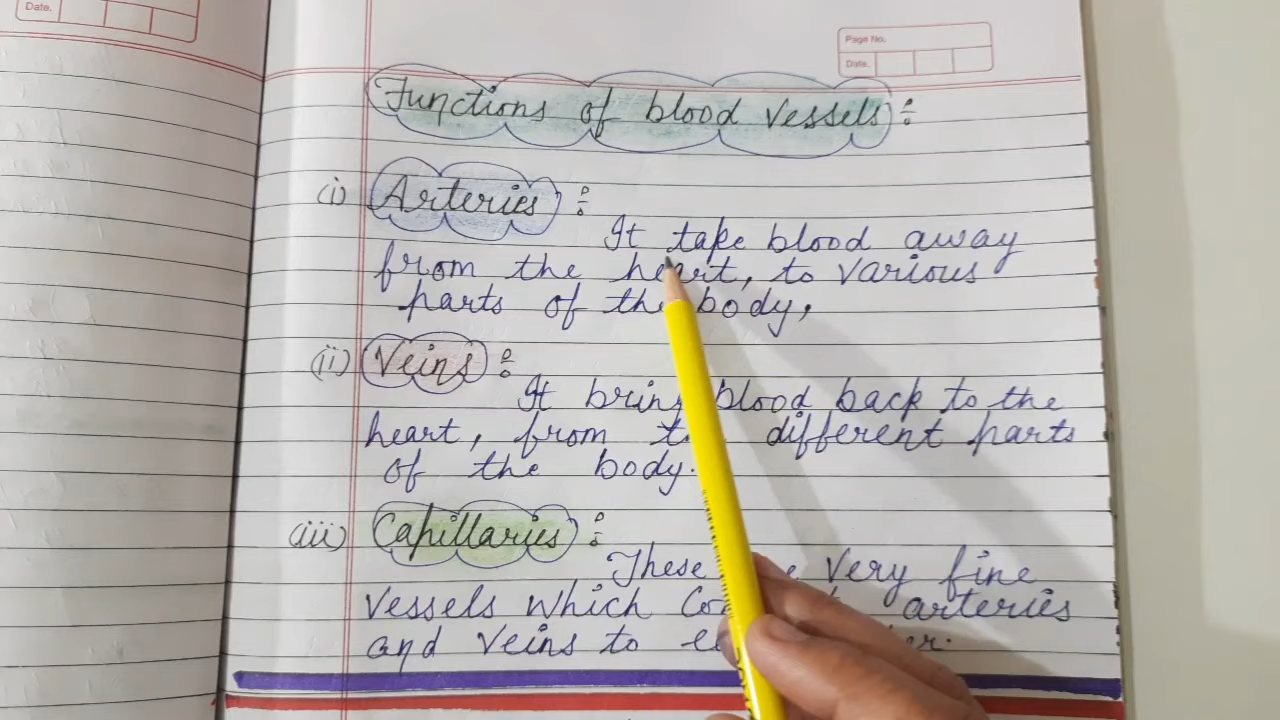 Date.
Page No.
Date.
Functions of blood vessels :
(i) Arteries :
It take blood away
from the heart, to various
parts of the body,
(ii) Veins :
It bring blood back to the
heart, from different parts
of the body.
(iii) Capillaries :
These very fine
vessels which arteries
and veins to